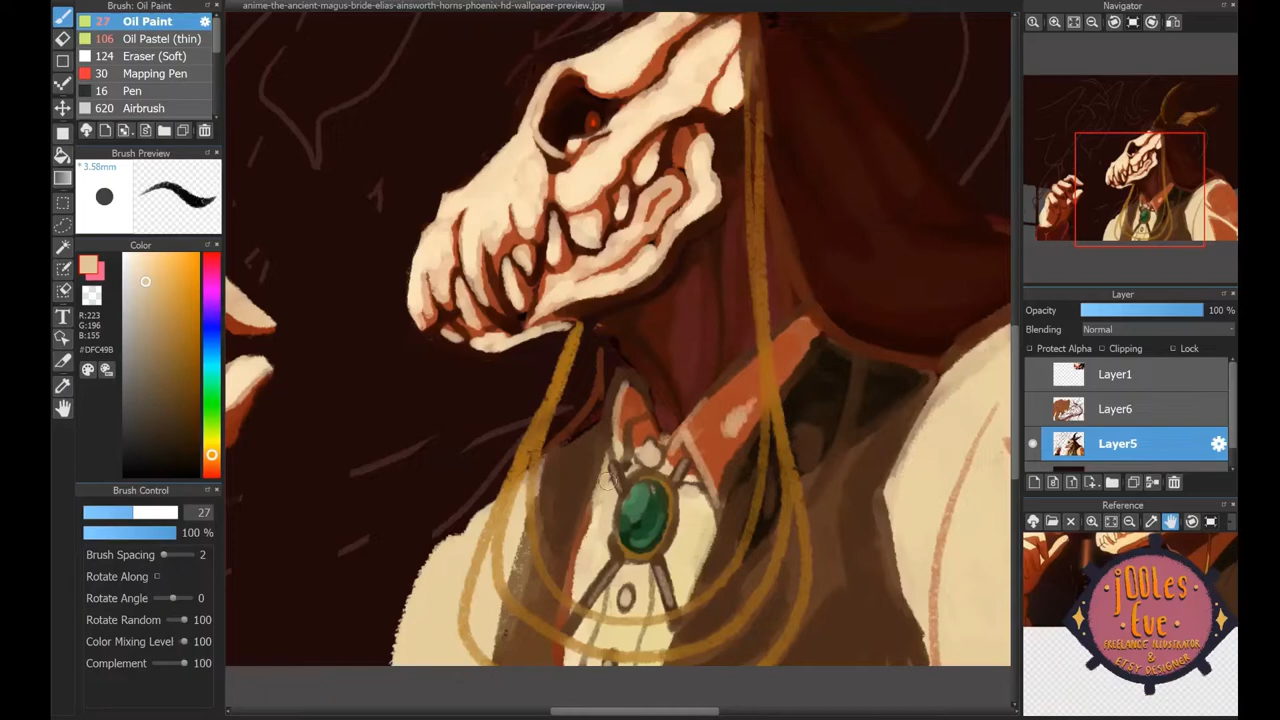 Brush: Oil Paint
anime-the-ancient-magus-bride-elias-ainsworth-horns-phoenix-hd-wallpaper-preview.jpg
Navigator
27 Oil Paint
106 Oil Pastel (thin)
124 Eraser (Soft)
30 Mapping Pen
16 Pen
620 Airbrush
Brush Preview
* 3.58mm
Color
R:223
G:196
B:155
#DFC49B
Brush Control
27
100 %
Brush Spacing 2
Rotate Along
Rotate Angle 0
Rotate Random 100
Color Mixing Level 100
Complement 100
Layer
Opacity 100 %
Blending Normal
Protect Alpha Clipping Lock
Layer1
Layer6
Layer5
Reference
j00les
Eve
FREELANCE ILLUSTRATOR
&
ETSY DESIGNER